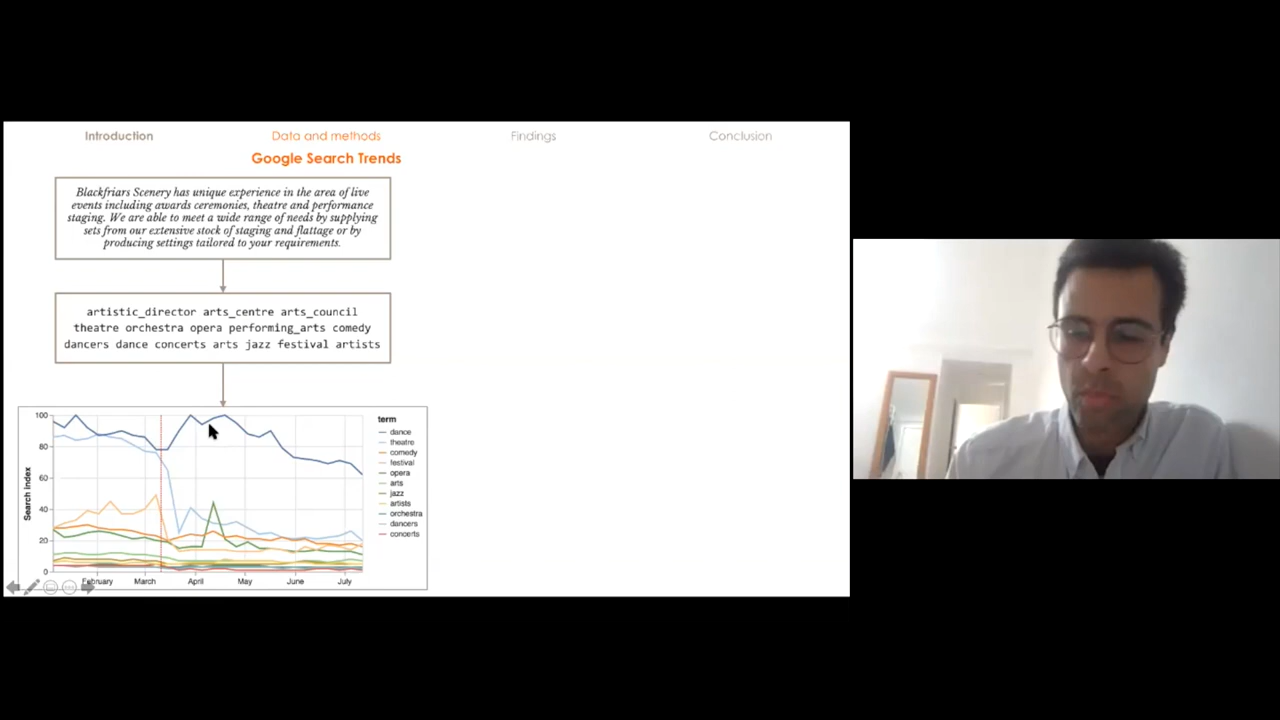 Introduction
Data and methods
Findings
Conclusion
Google Search Trends
Blackfriars Scenery has unique experience in the area of live
events including awards ceremonies, theatre and performance
staging. We are able to meet a wide range of needs by supplying
sets from our extensive stock of staging and flattage or by
producing settings tailored to your requirements.
artistic_director arts_centre arts_council
theatre orchestra opera performing_arts comedy
dancers dance concerts arts jazz festival artists
Search index
100
80
60
40
20
0
February
March
April
May
June
July
term
dance
theatre
comedy
festival
opera
arts
jazz
artists
orchestra
dancers
concerts